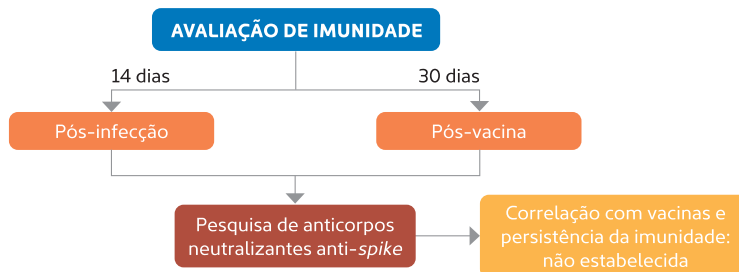 AVALIAÇÃO DE IMUNIDADE
14 dias
30 dias
Pós-infecção
Pós-vacina
Pesquisa de anticorpos
neutralizantes anti-spike
Correlação com vacinas e
persistência da imunidade:
não estabelecida